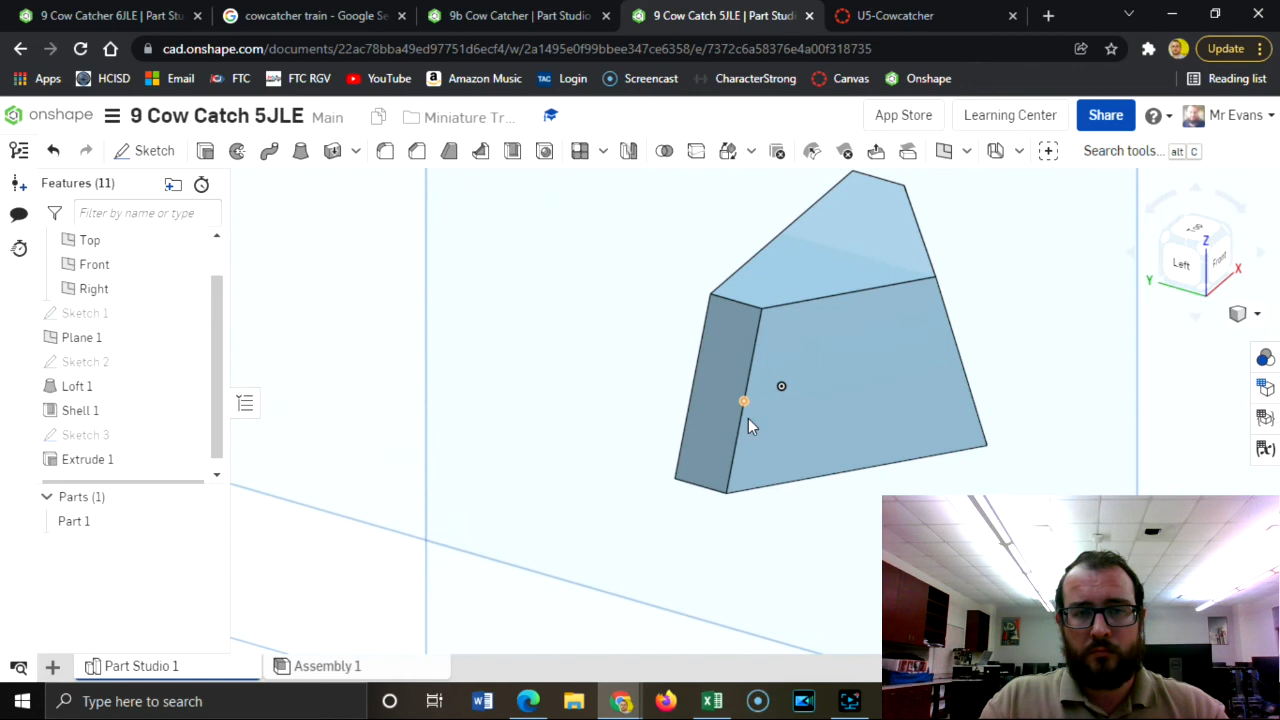 9 Cow Catcher 6JLE | Part Stu
cowcatcher train - Google Se
9b Cow Catcher | Part Studio
9 Cow Catch 5JLE | Part Studi
U5-Cowcatcher
cad.onshape.com/documents/22ac78bba49ed97751d6ecf4/w/2a1495e0f99bbee347ce6358/e/7372c6a58376e4a00f318735
Update
Apps
HCISD
Email
FTC
FTC RGV
YouTube
Amazon Music
TAC Login
Screencast
CharacterStrong
Canvas
Onshape
Reading list
onshape
9 Cow Catch 5JLE
Main
Miniature Tr...
App Store
Learning Center
Share
Mr Evans
Sketch
Search tools...
alt C
Features (11)
Filter by name or type
Top
Front
Right
Sketch 1
Plane 1
Sketch 2
Loft 1
Shell 1
Sketch 3
Extrude 1
Parts (1)
Part 1
Z
Left
Front
X
Y
Part Studio 1
Assembly 1
Type here to search